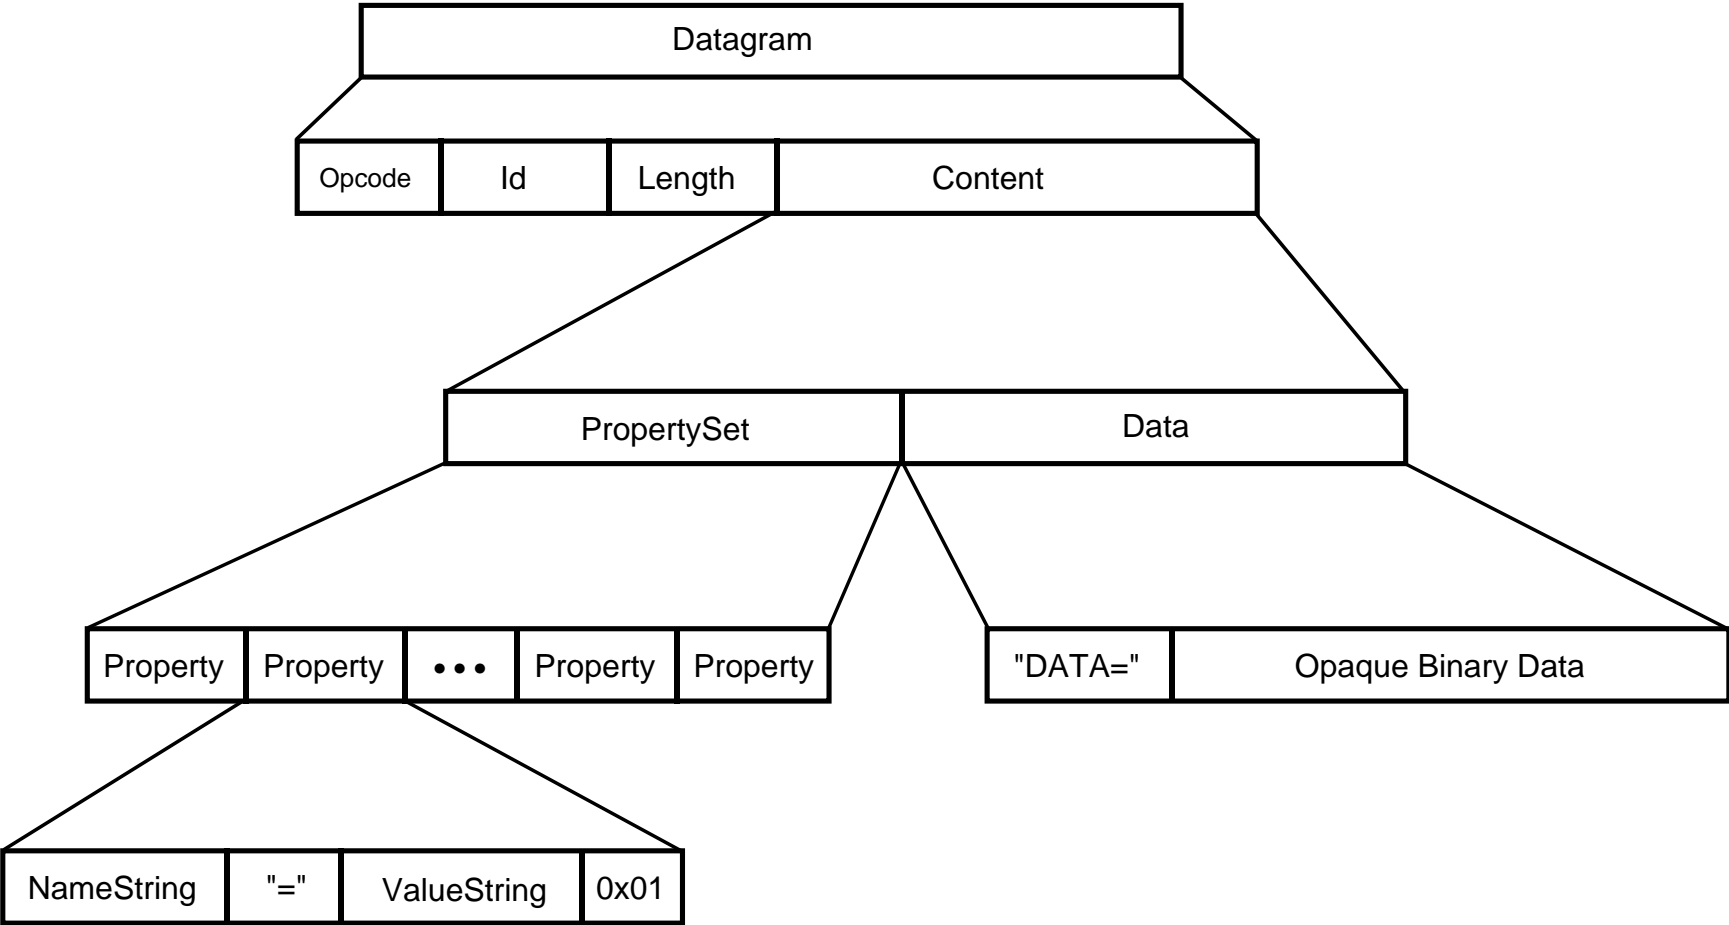 Datagram
Opcode Id Length Content
PropertySet Data
Property Property ••• Property Property "DATA=" Opaque Binary Data
NameString "=" ValueString 0x01